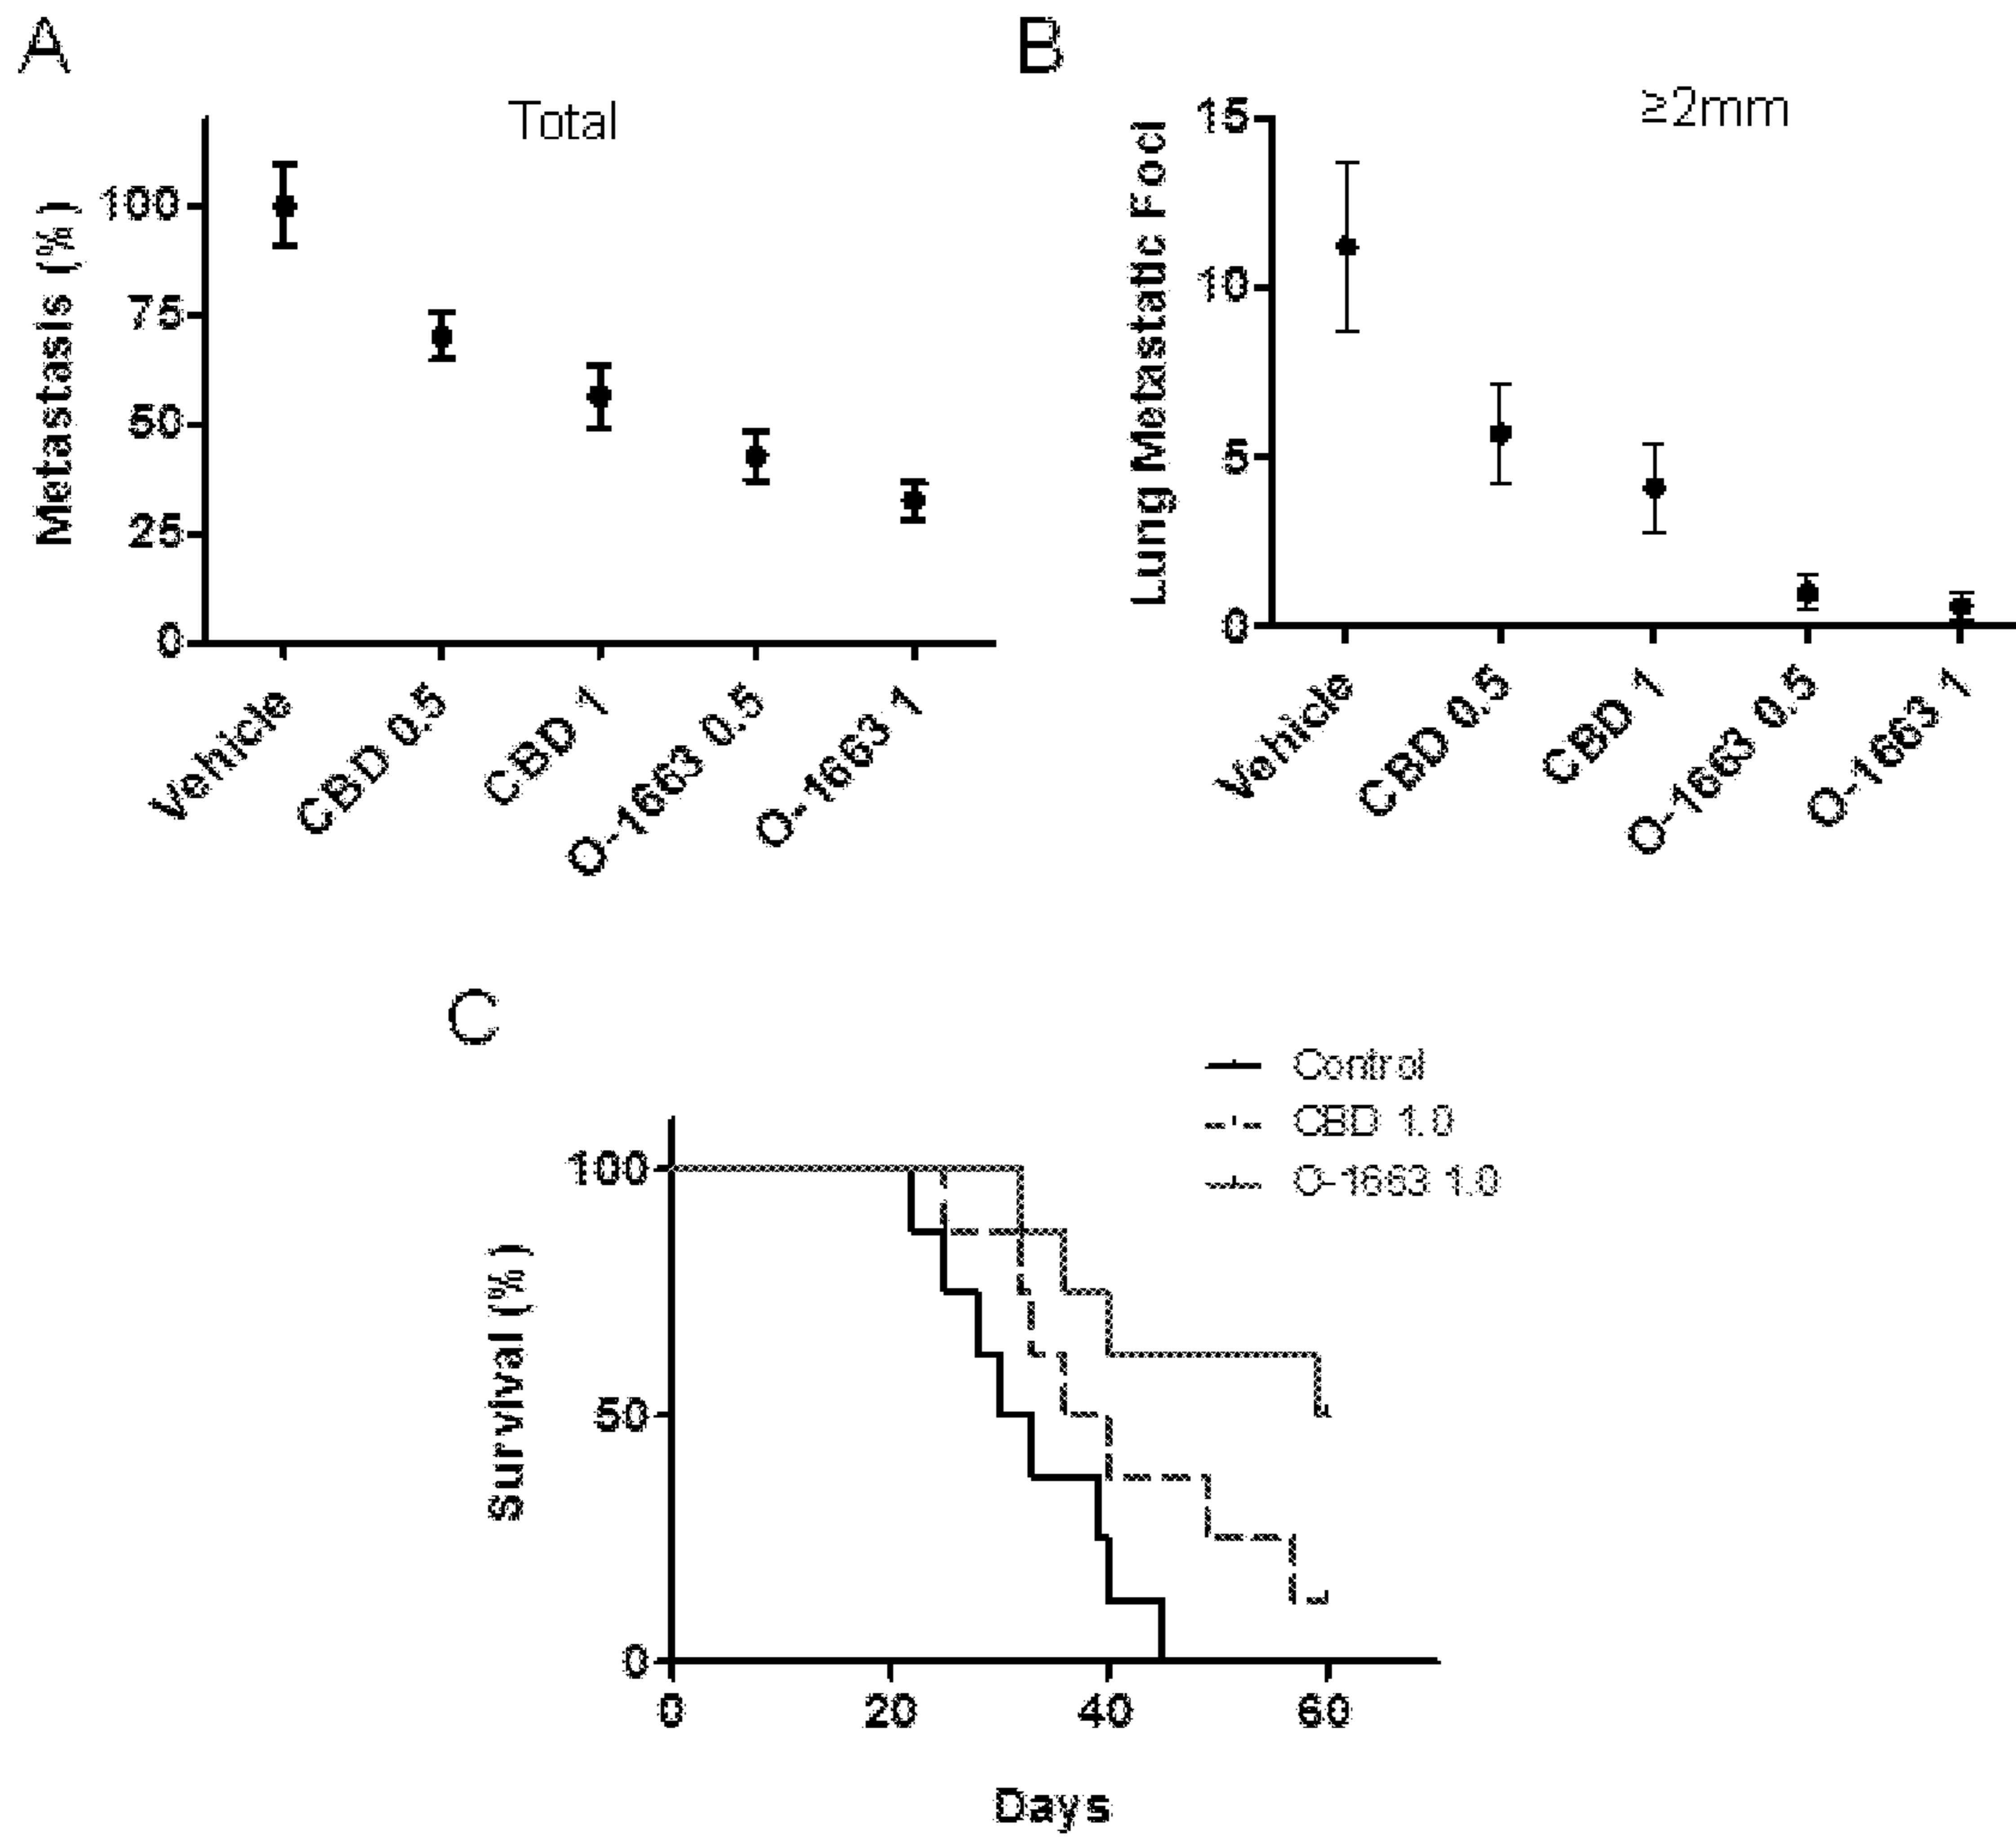 A
Total
Metastasis (%)
100
75
50
25
0
Vehicle
CBD 0.5
CBD 1
O-1663 0.5
O-1663 1
B
≥2mm
Lung Metastatic Foci
15
10
5
0
Vehicle
CBD 0.5
CBD 1
O-1663 0.5
O-1663 1
C
Control
CBD 1.0
O-1663 1.0
Survival (%)
100
50
0
0
20
40
60
Days